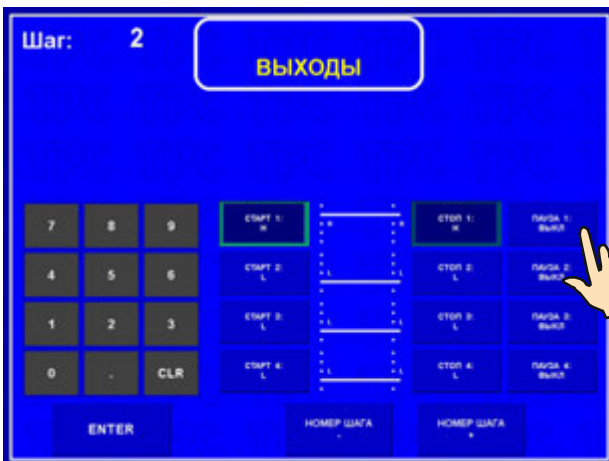 Шаг: 2
ВЫХОДЫ
7 8 9 СТАРТ 1: СТОП 1: ПАУЗА 1:
H H H H ВЫКЛ
4 5 6 СТАРТ 2: СТОП 2: ПАУЗА 2:
L L L L ВЫКЛ
1 2 3 СТАРТ 3: СТОП 3: ПАУЗА 3:
L L L L ВЫКЛ
0 . CLR СТАРТ 4: СТОП 4: ПАУЗА 4:
L L L L ВЫКЛ
ENTER НОМЕР ШАГА НОМЕР ШАГА
- +